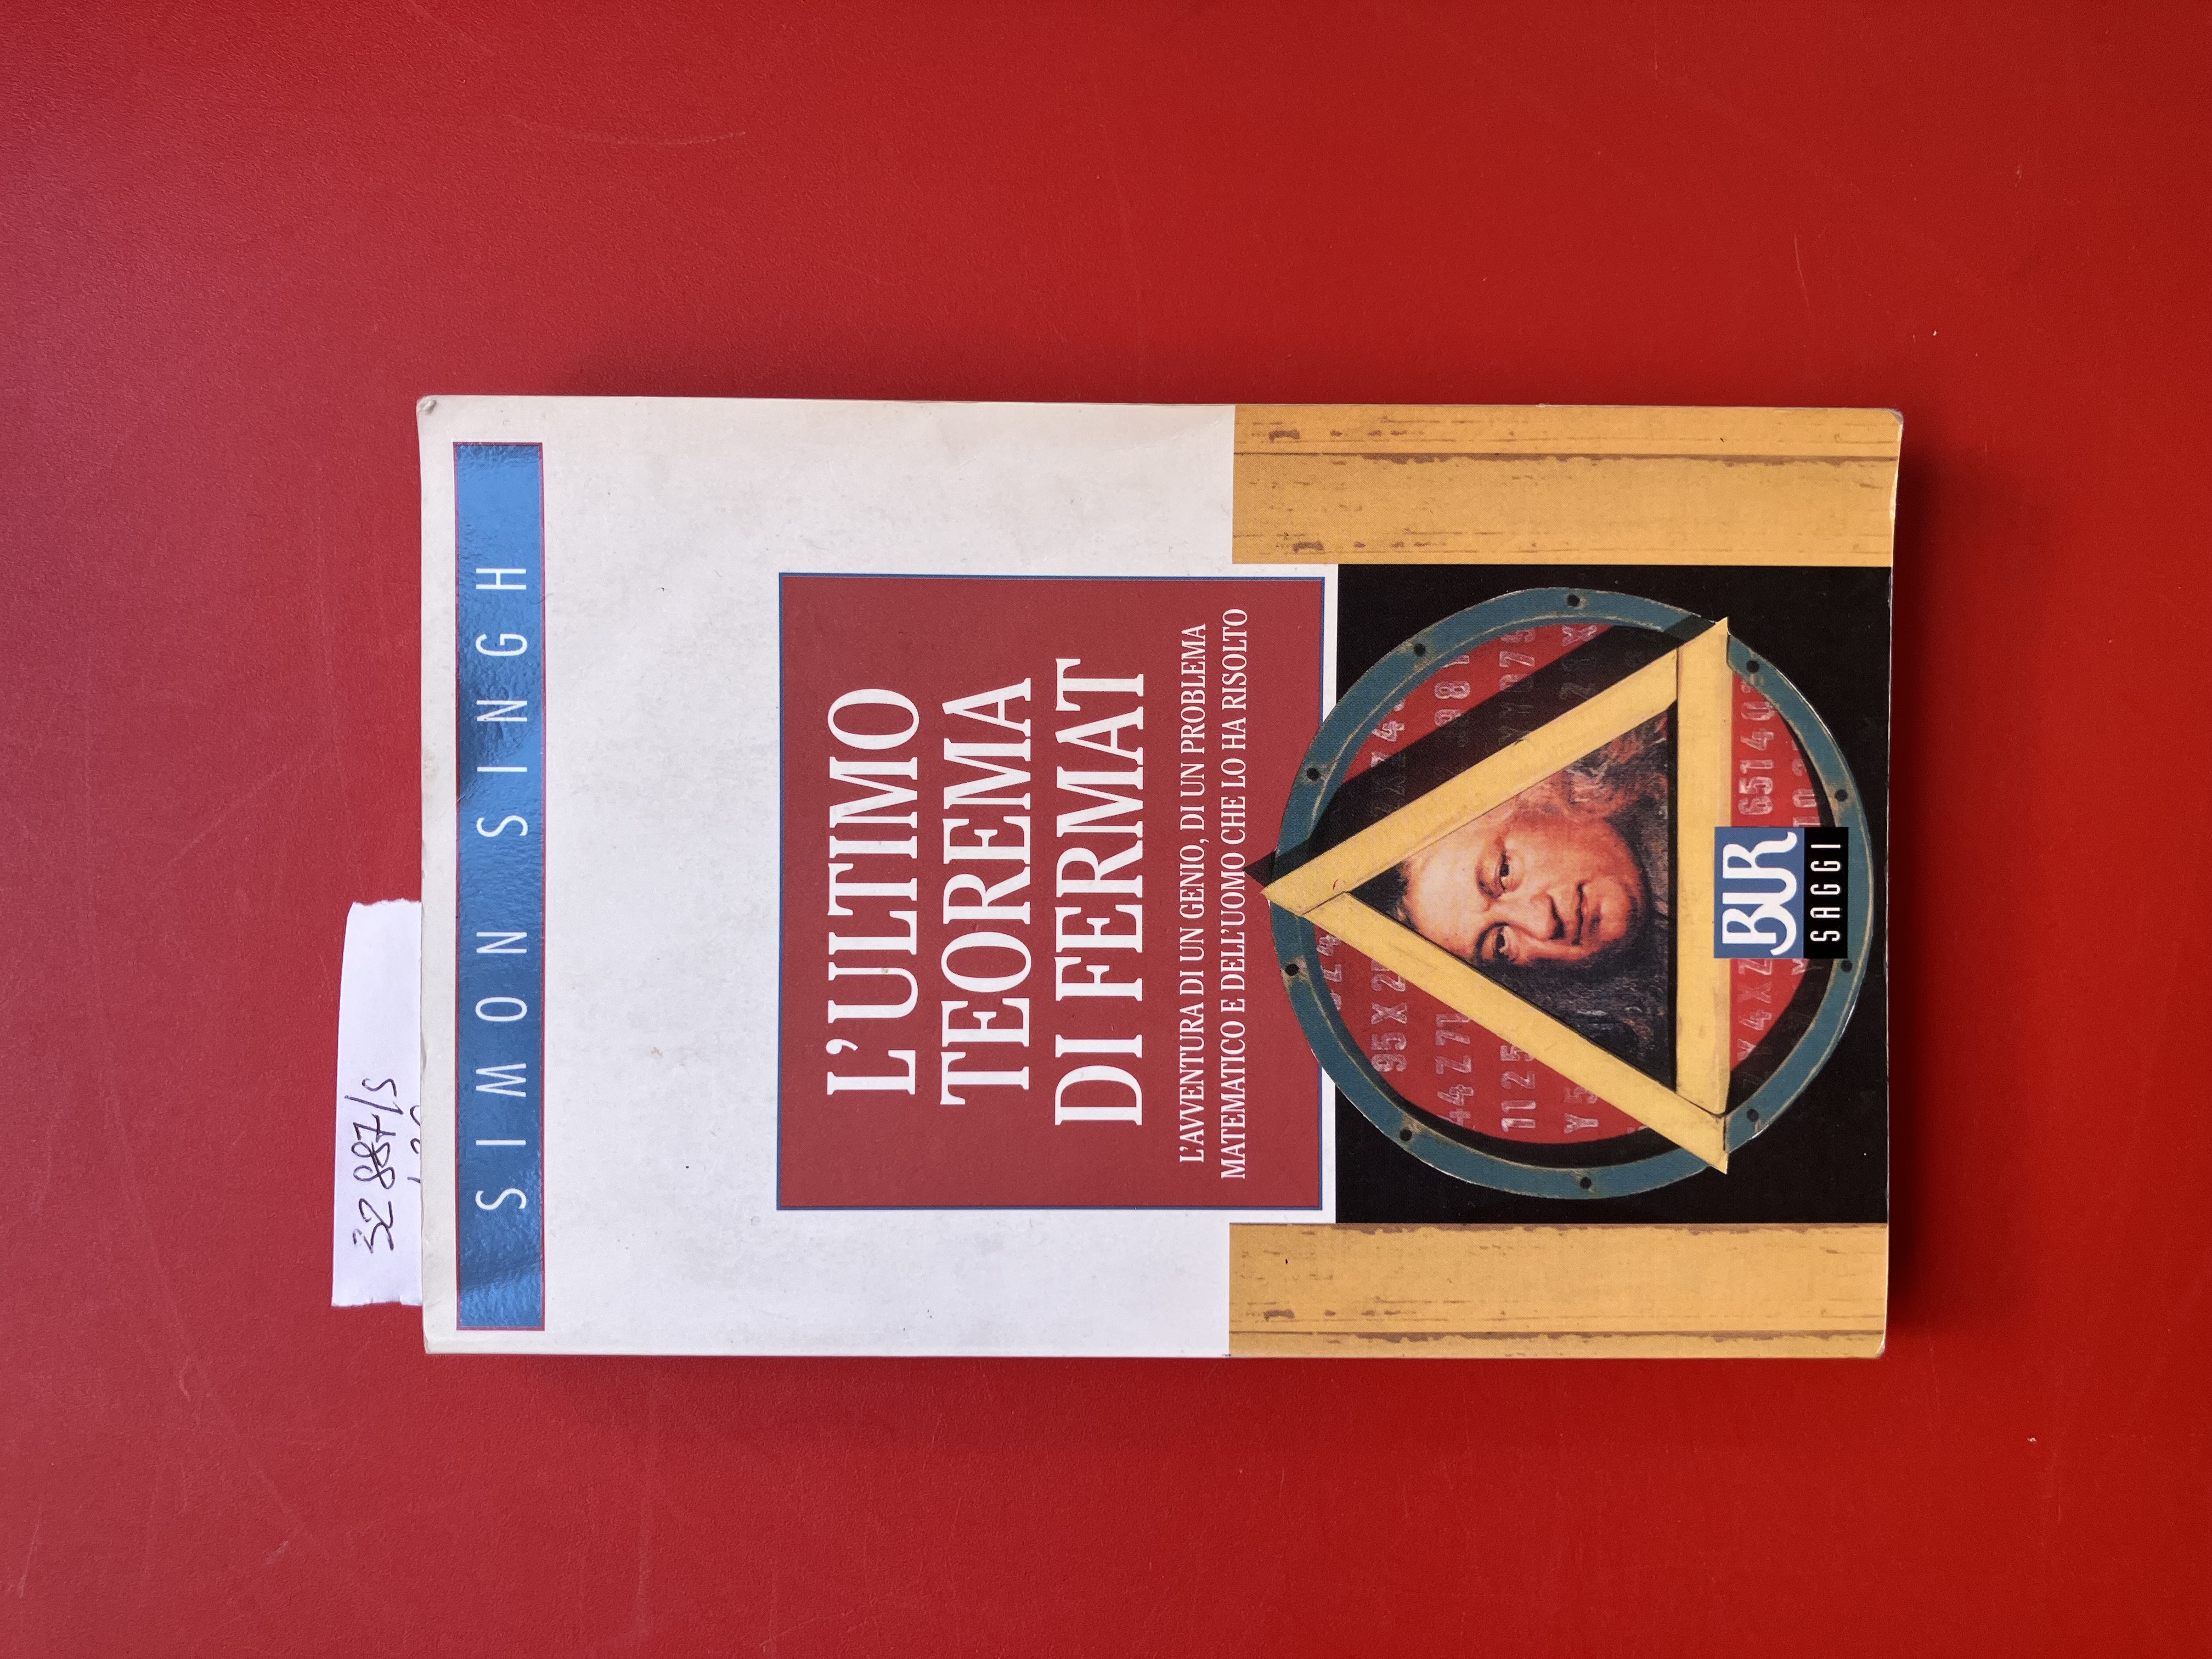 32887/S
SIMON SINGH
L'ULTIMO
TEOREMA
DI FERMAT
L'AVVENTURA DI UN GENIO, DI UN PROBLEMA
MATEMATICO E DELL'UOMO CHE LO HA RISOLTO
BUR
SAGGI